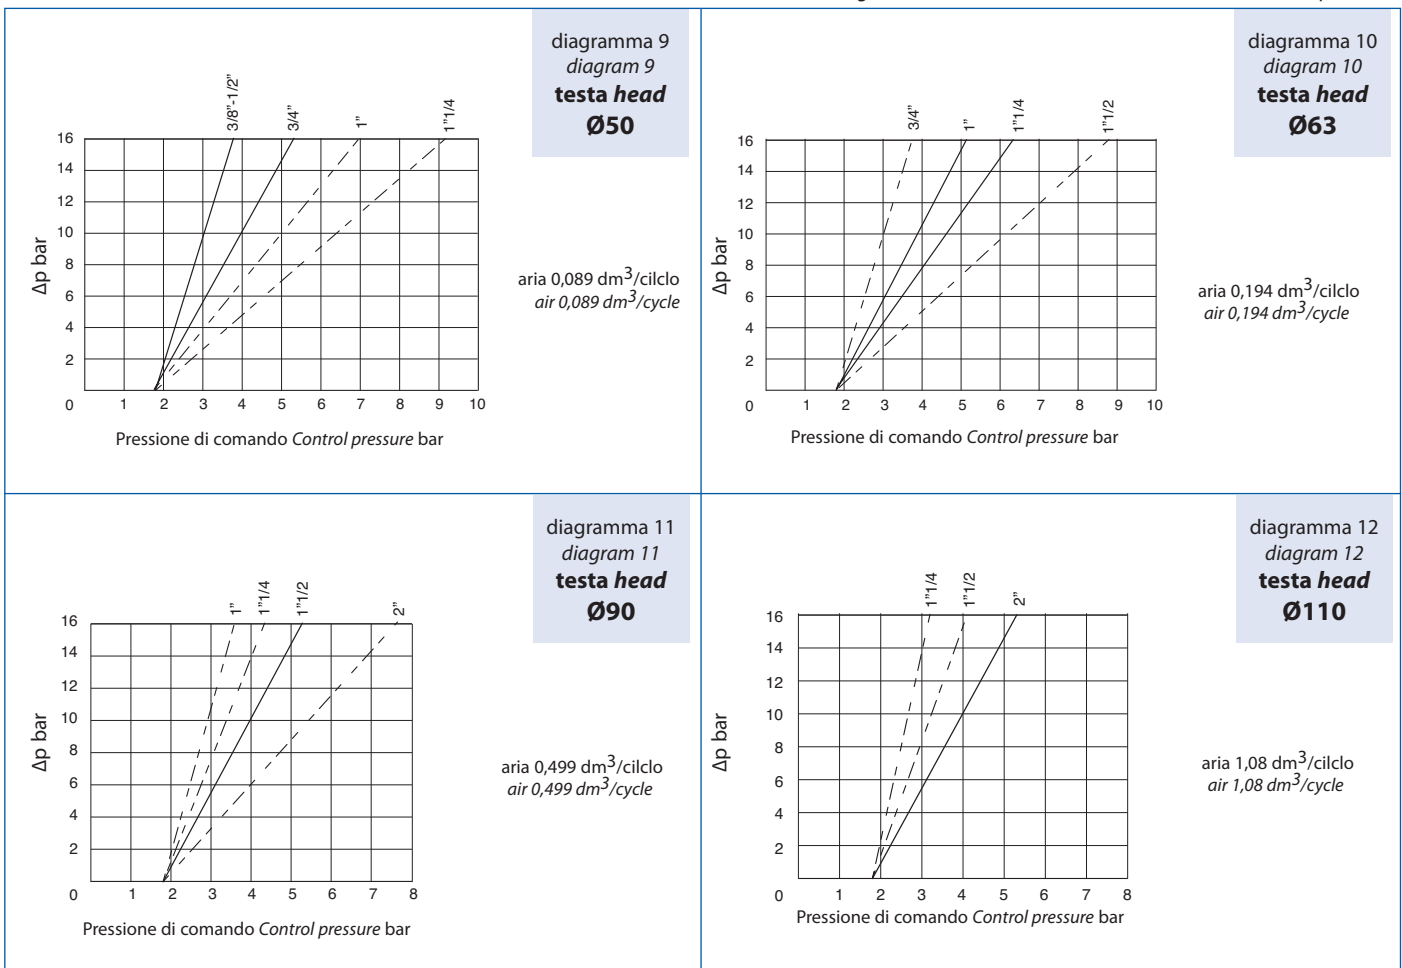 diagramma 9
diagram 9
testa head
Ø50
3/8"-1/2"
3/4"
1"
1"1/4
16
14
12
10
8
6
4
2
0
1 2 3 4 5 6 7 8 9 10
Δp bar
Pressione di comando Control pressure bar
aria 0,089 dm³/cilclo
air 0,089 dm³/cycle
diagramma 10
diagram 10
testa head
Ø63
3/4"
1"
1"1/4
1"1/2
16
14
12
10
8
6
4
2
0
1 2 3 4 5 6 7 8 9 10
Δp bar
Pressione di comando Control pressure bar
aria 0,194 dm³/cilclo
air 0,194 dm³/cycle
diagramma 11
diagram 11
testa head
Ø90
1"
1"1/4
1"1/2
2"
16
14
12
10
8
6
4
2
0
1 2 3 4 5 6 7 8
Δp bar
Pressione di comando Control pressure bar
aria 0,499 dm³/cilclo
air 0,499 dm³/cycle
diagramma 12
diagram 12
testa head
Ø110
1"1/4
1"1/2
2"
16
14
12
10
8
6
4
2
0
1 2 3 4 5 6 7 8
Δp bar
Pressione di comando Control pressure bar
aria 1,08 dm³/cilclo
air 1,08 dm³/cycle